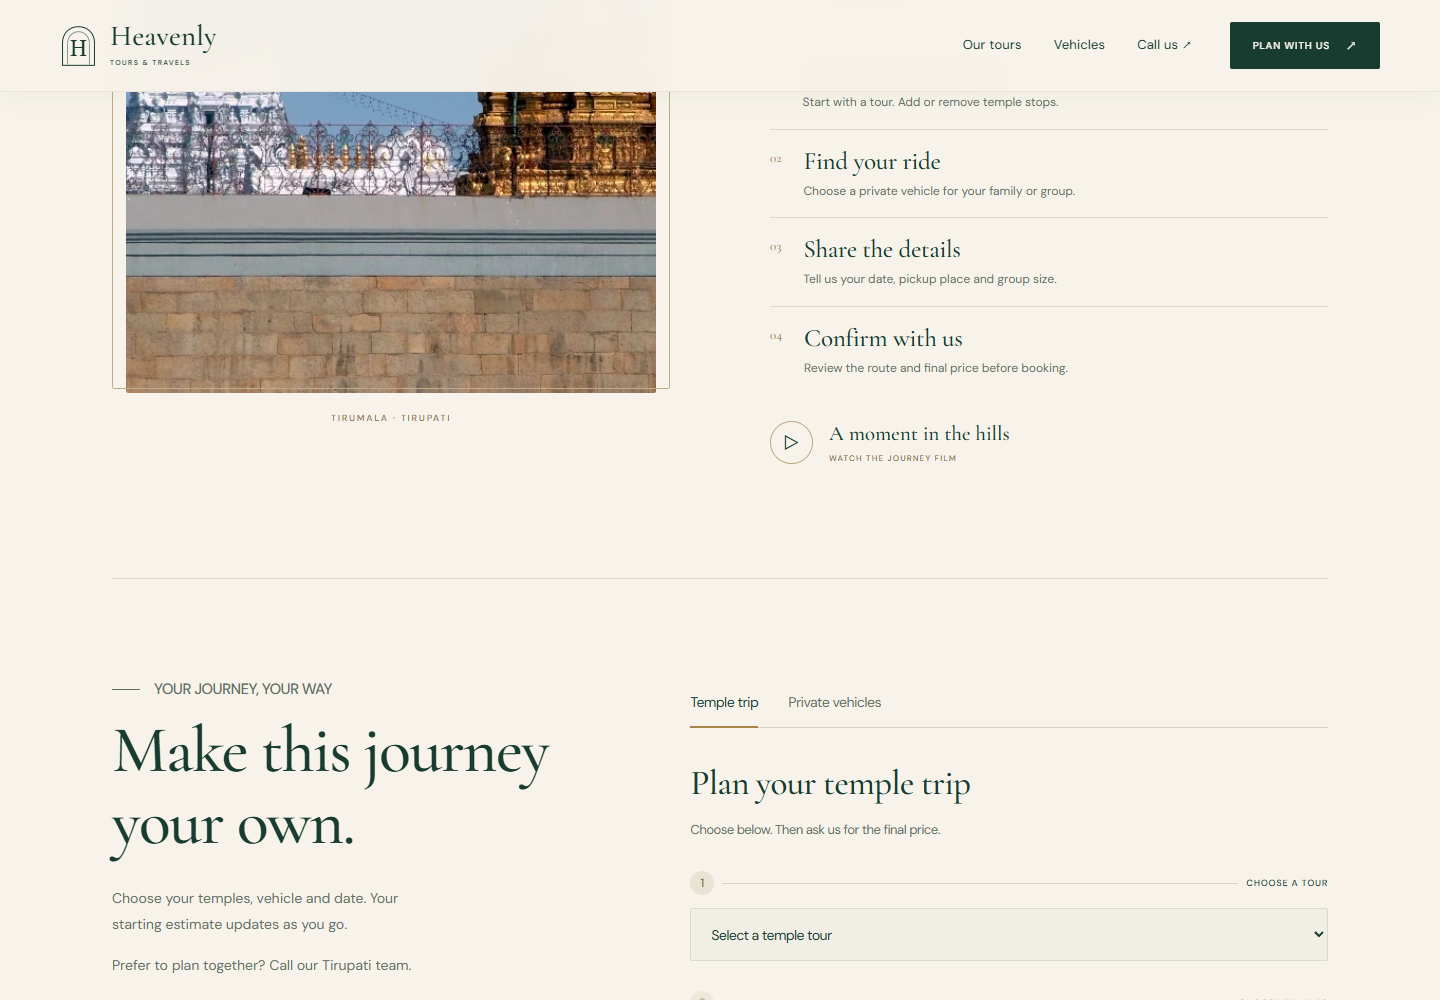 H
Heavenly
TOURS & TRAVELS
Our tours
Vehicles
Call us ↗
PLAN WITH US ↗
Start with a tour. Add or remove temple stops.
02
Find your ride
Choose a private vehicle for your family or group.
03
Share the details
Tell us your date, pickup place and group size.
04
Confirm with us
Review the route and final price before booking.
TIRUMALA · TIRUPATI
A moment in the hills
WATCH THE JOURNEY FILM
YOUR JOURNEY, YOUR WAY
Make this journey
your own.
Choose your temples, vehicle and date. Your
starting estimate updates as you go.
Prefer to plan together? Call our Tirupati team.
Temple trip
Private vehicles
Plan your temple trip
Choose below. Then ask us for the final price.
1
CHOOSE A TOUR
Select a temple tour